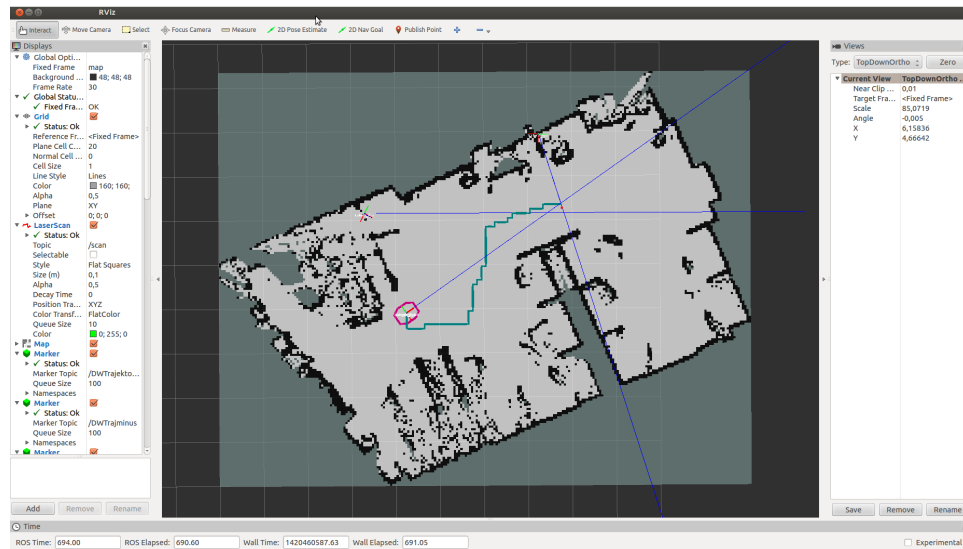 RViz
Interact Move Camera Select Focus Camera Measure 2D Pose Estimate 2D Nav Goal Publish Point
Displays
Global Opti...
Fixed Frame map
Background ... 48; 48; 48
Frame Rate 30
Global Statu...
Fixed Fra... OK
Grid
Status: Ok
Reference Fr... <Fixed Frame>
Plane Cell C... 20
Normal Cell ... 0
Cell Size 1
Line Style Lines
Color 160; 160;
Alpha 0,5
Plane XY
Offset 0; 0; 0
LaserScan
Status: Ok
Topic /scan
Selectable
Style Flat Squares
Size (m) 0,1
Alpha 0,5
Decay Time 0
Position Tra... XYZ
Color Transf... FlatColor
Queue Size 10
Color 0; 255; 0
Map
Marker
Status: Ok
Marker Topic /DWTrajekto...
Queue Size 100
Namespaces
Marker
Status: Ok
Marker Topic /DWTrajminus
Queue Size 100
Namespaces
Marker
Add Remove Rename
Views
Type: TopDownOrtho Zero
Current View TopDownOrtho ...
Near Clip ... 0,01
Target Fra... <Fixed Frame>
Scale 85,0719
Angle -0,005
X 6,15836
Y 4,66642
Save Remove Rename
Time
ROS Time: 694.00 ROS Elapsed: 690.60 Wall Time: 1420460587.63 Wall Elapsed: 691.05 Experimental